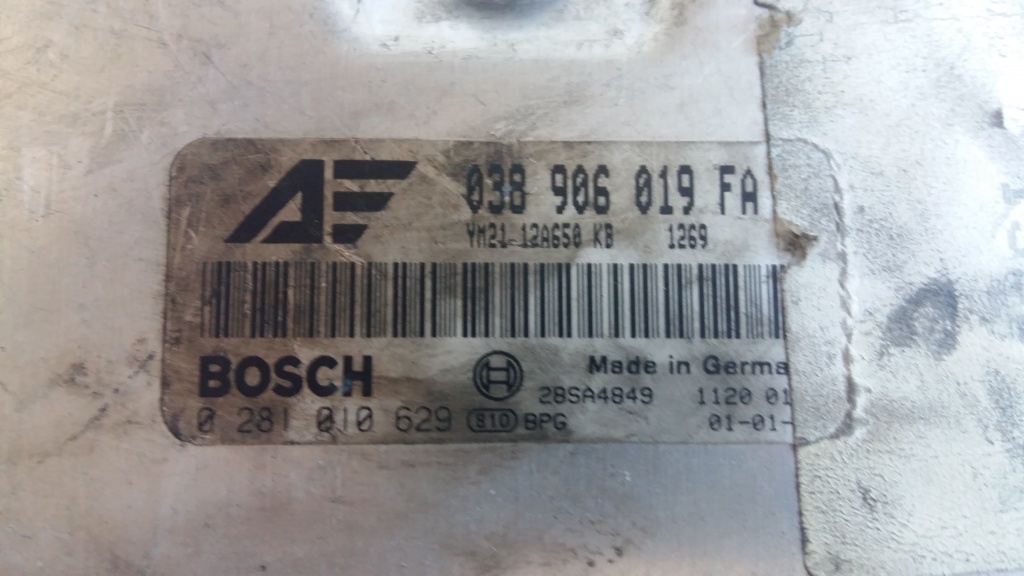 AE
038 906 019 FA
YM21-12A650 KB 1269
BOSCH
Made in Germa
28SA4849 1120 01
0 281 010 629 810 BPG 01-01-